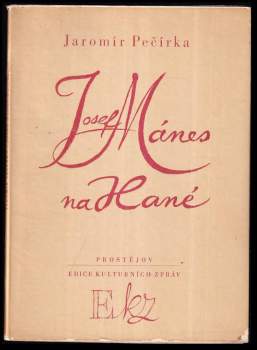 Jaromír Pečírka
Josef Mánes
na Hané
PROSTĚJOV
EDICE KULTURNÍCH ZPRÁV
Ekz